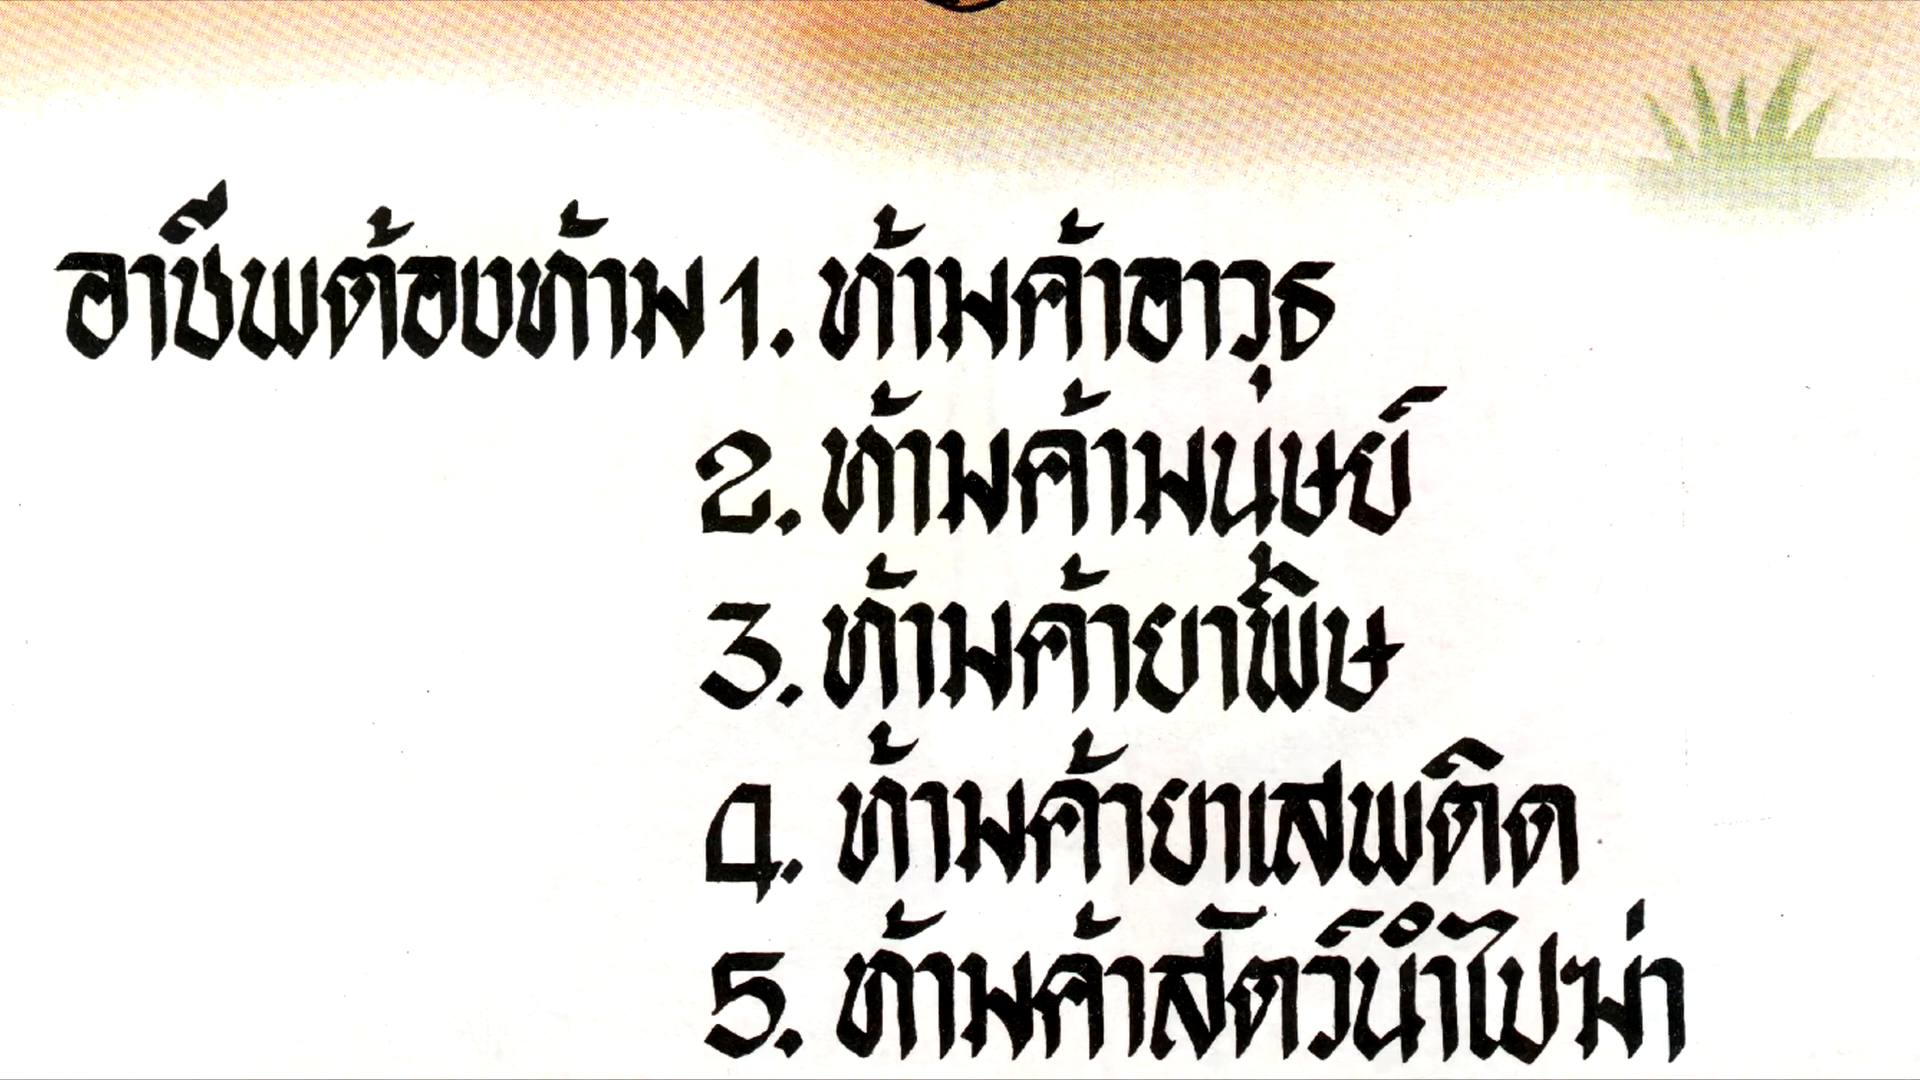 อาชีพต้องห้าม 1. ห้ามค้าอาวุธ
2. ห้ามค้ามนุษย์
3. ห้ามค้ายาพิษ
4. ห้ามค้ายาเสพติด
5. ห้ามค้าสัตว์นำไปฆ่า